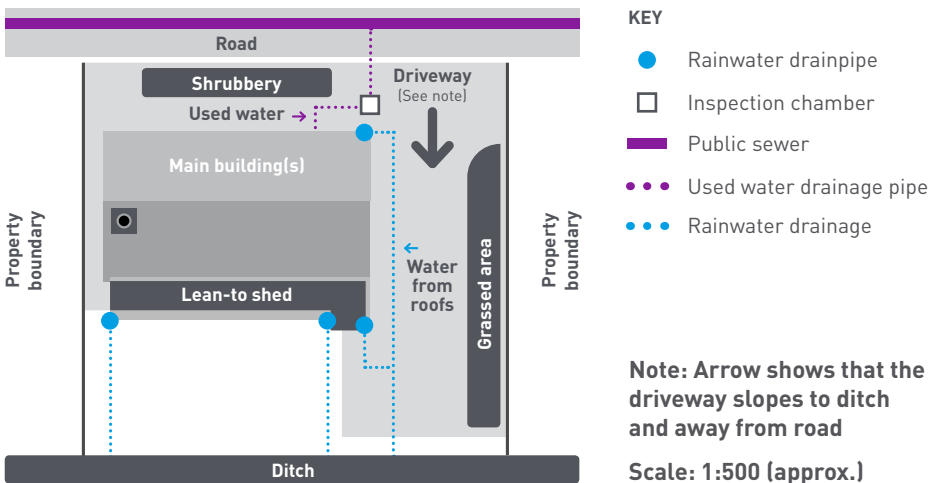 Road
Shrubbery
Driveway
(See note)
Used water
Main building(s)
Property
boundary
Water
from
roofs
Grassed area
Property
boundary
Lean-to shed
Ditch
KEY
Rainwater drainpipe
Inspection chamber
Public sewer
Used water drainage pipe
Rainwater drainage
Note: Arrow shows that the
driveway slopes to ditch
and away from road
Scale: 1:500 (approx.)